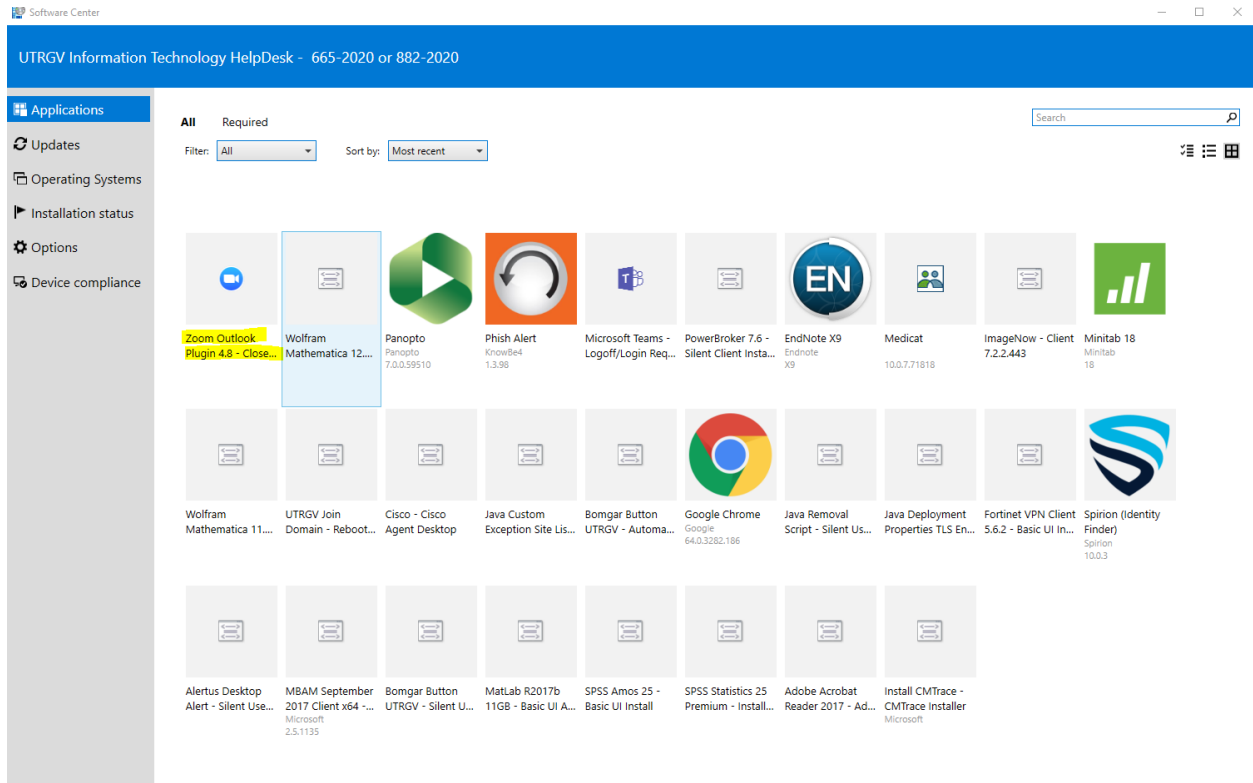 Software Center
UTRGV Information Technology HelpDesk - 665-2020 or 882-2020
Applications
Updates
Operating Systems
Installation status
Options
Device compliance
All Required
Search
Filter: All Sort by: Most recent
Zoom Outlook
Plugin 4.8 - Close...
Wolfram
Mathematica 12....
Panopto
Panopto
7.0.0.59510
Phish Alert
KnowBe4
1.3.98
T
Microsoft Teams -
Logoff/Login Req...
PowerBroker 7.6 -
Silent Client Insta...
EN
EndNote X9
Endnote
X9
Medicat
10.0.7.71818
ImageNow - Client
7.2.2.443
Minitab 18
Minitab
18
Wolfram
Mathematica 11....
UTRGV Join
Domain - Reboot...
Cisco - Cisco
Agent Desktop
Java Custom
Exception Site Lis...
Bomgar Button
UTRGV - Automa...
Google Chrome
Google
64.0.3282.186
Java Removal
Script - Silent Us...
Java Deployment
Properties TLS En...
Fortinet VPN Client
5.6.2 - Basic UI In...
Spirion (Identity
Finder)
Spirion
10.0.3
Alertus Desktop
Alert - Silent Use...
MBAM September
2017 Client x64 -...
Microsoft
2.5.1135
Bomgar Button
UTRGV - Silent U...
MatLab R2017b
11GB - Basic UI A...
SPSS Amos 25 -
Basic UI Install
SPSS Statistics 25
Premium - Install...
Adobe Acrobat
Reader 2017 - Ad...
Install CMTrace -
CMTrace Installer
Microsoft